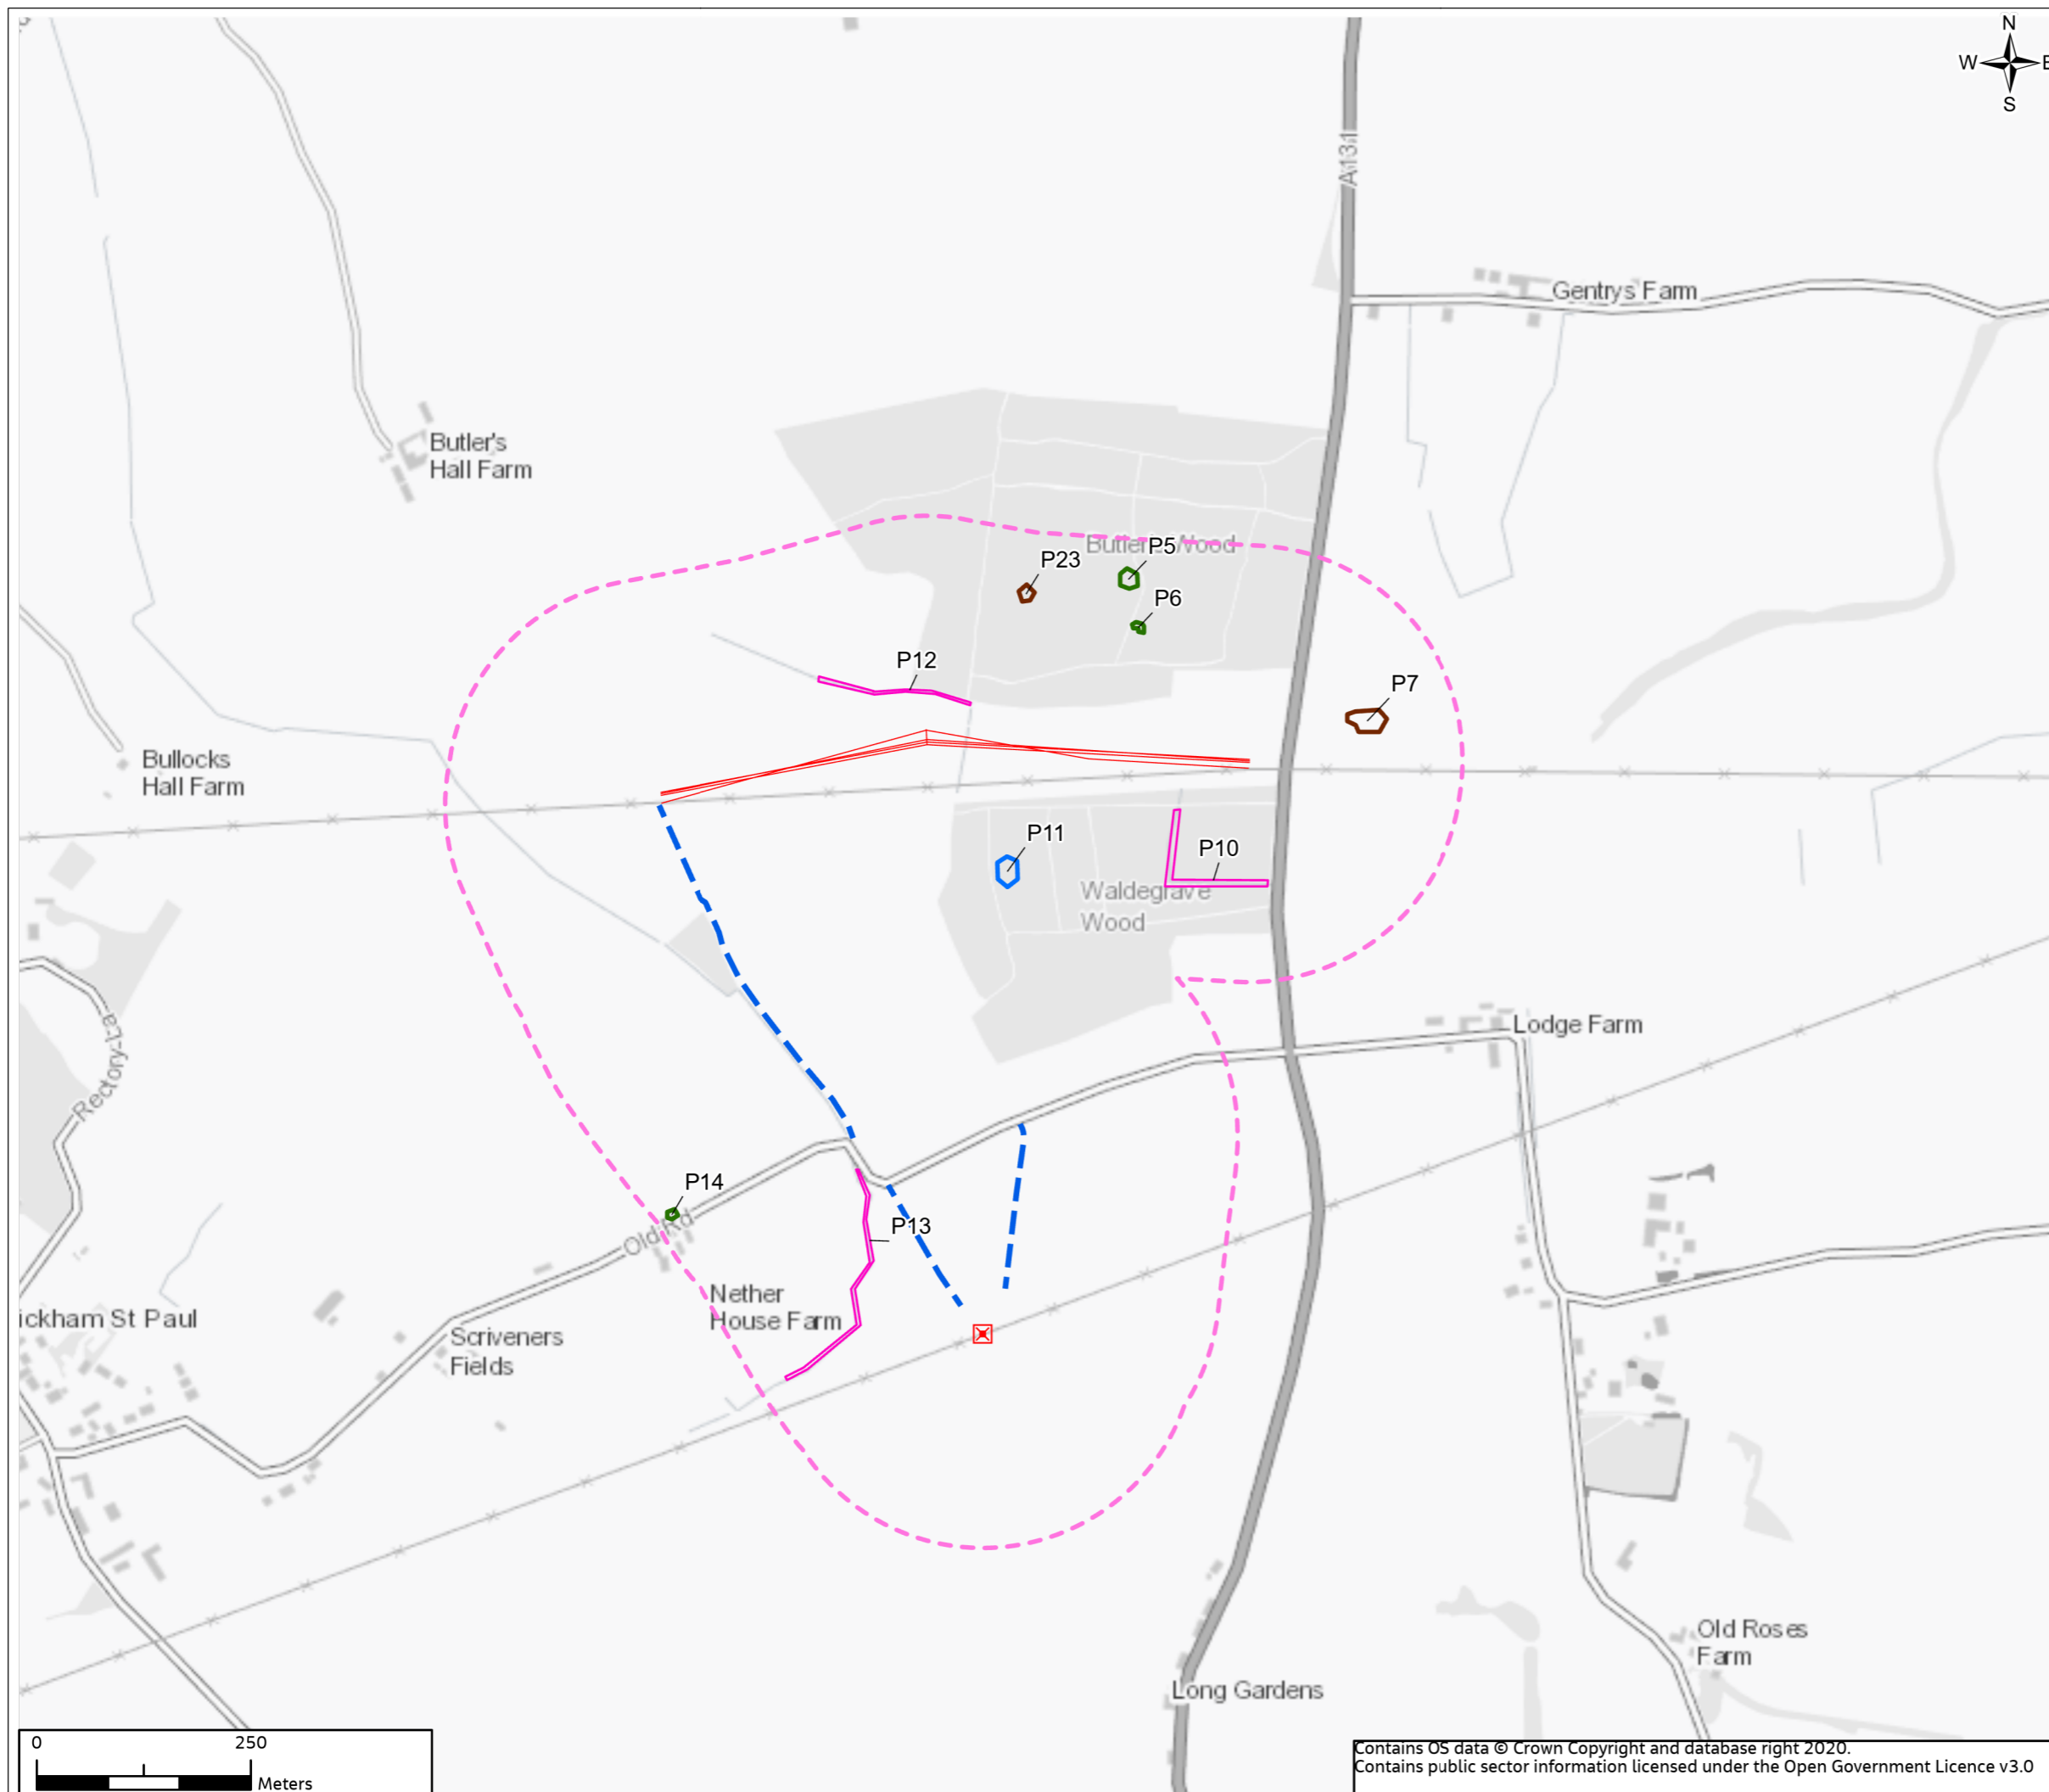 N
W
E
S
A131
Gentrys Farm
Butler's
Hall Farm
P5
P23
P6
P12
P7
Bullocks
Hall Farm
P11
P10
Waldegrave
Wood
Rectory La
Lodge Farm
P14
Old Rd
P13
Nether
House Farm
ickham St Paul
Scriveners
Fields
Old Roses
Farm
Long Gardens
0 250
Meters
Contains OS data © Crown Copyright and database right 2020.
Contains public sector information licensed under the Open Government Licence v3.0